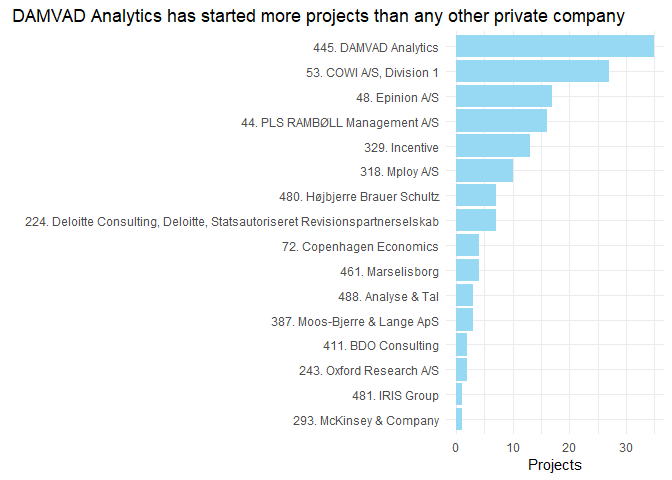 DAMVAD Analytics has started more projects than any other private company
445. DAMVAD Analytics
53. COWI A/S, Division 1
48. Epinion A/S
44. PLS RAMBØLL Management A/S
329. Incentive
318. Mploy A/S
480. Højbjerre Brauer Schultz
224. Deloitte Consulting, Deloitte, Statsautoriseret Revisionspartnerselskab
72. Copenhagen Economics
461. Marselisborg
488. Analyse & Tal
387. Moos-Bjerre & Lange ApS
411. BDO Consulting
243. Oxford Research A/S
481. IRIS Group
293. McKinsey & Company
0 10 20 30
Projects